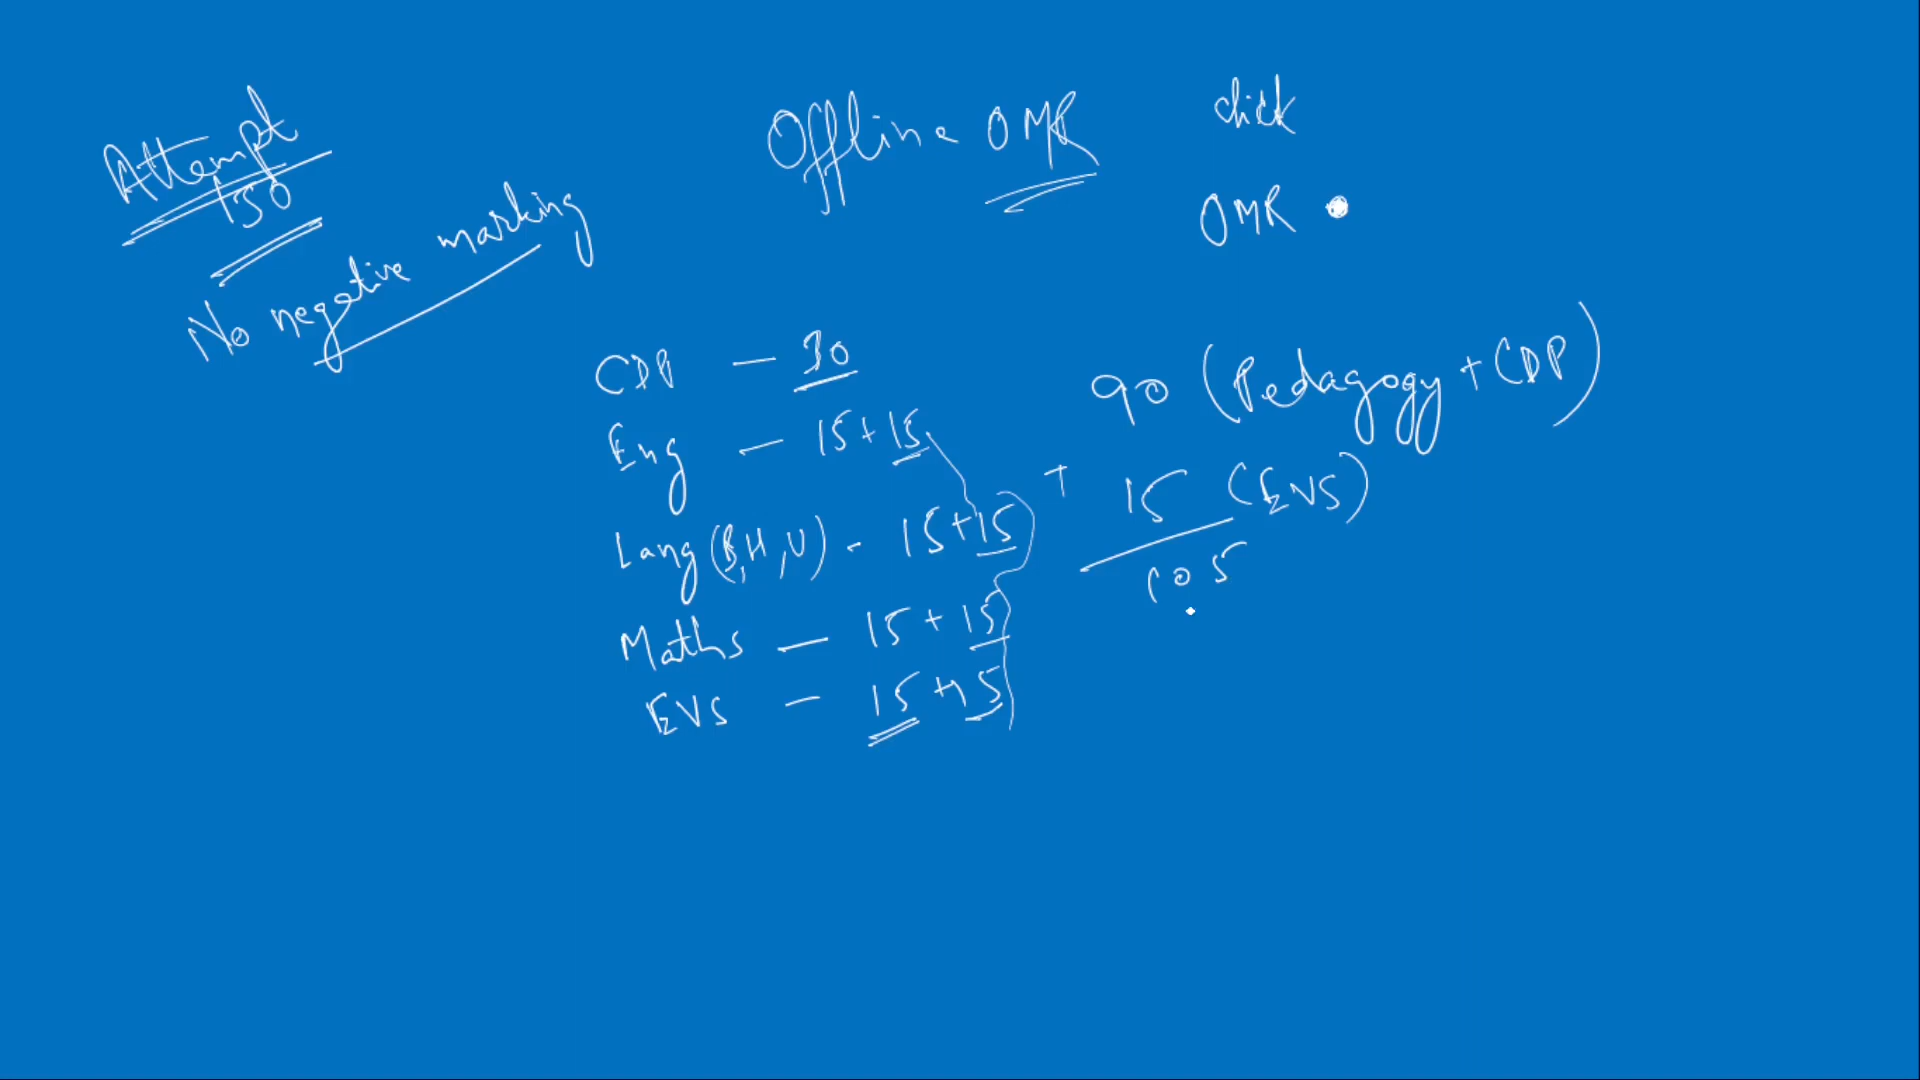 Attempt
150
No negative marking
Offline OMR
click
OMR
CDP - 30
Eng - 15+15
Lang (B,H,U) - 15+15
Maths - 15+15
EVS - 15+15
90 (Pedagogy + CDP)
+ 15 (EVS)
105